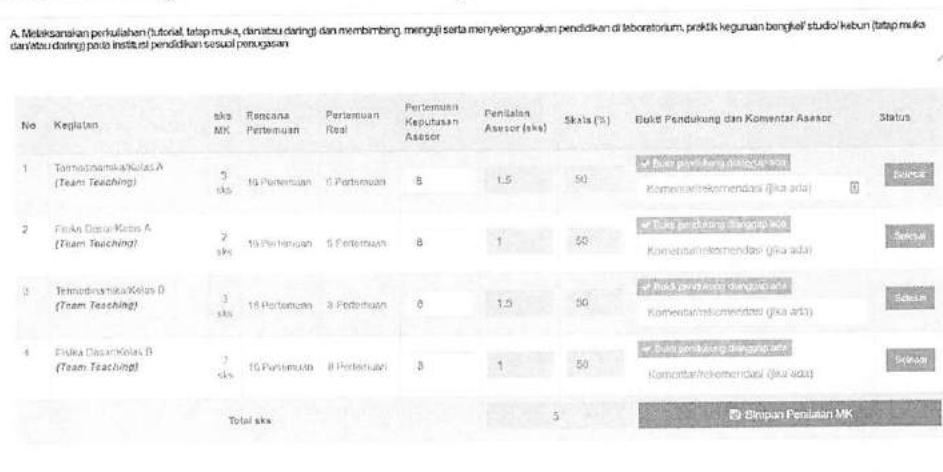 A. Melaksanakan perkuliahan (tutorial, tatap muka, dan/atau daring) dan membimbing, menguji serta menyelenggarakan pendidikan di laboratorium, praktik keguruan bengkel/ studio/ kebun (tatap muka
dan/atau daring) pada institusi pendidikan sesuai penugasan
No Kegiatan sks MK Rencana Pertemuan Pertemuan Real Pertemuan Keputusan Asesor Penilaian Asesor (sks) Skala (%) Bukti Pendukung dan Komentar Asesor Status
1 Termodinamika/Kelas A (Team Teaching) 3 sks 16 Pertemuan Pertemuan 8 1.5 50 Bukti pendukung dianggap ada Komentar/rekomendasi (jika ada) Selesai
2 Fisika Dasar/Kelas A (Team Teaching) 2 sks 16 Pertemuan Pertemuan 8 1 50 Bukti pendukung dianggap ada Komentar/rekomendasi (jika ada) Selesai
3 Termodinamika/Kelas B (Team Teaching) 3 sks 16 Pertemuan 8 Pertemuan 8 1.5 50 Bukti pendukung dianggap ada Komentar/rekomendasi (jika ada) Selesai
4 Fisika Dasar/Kelas B (Team Teaching) 2 sks 16 Pertemuan 8 Pertemuan 8 1 50 Bukti pendukung dianggap ada Komentar/rekomendasi (jika ada) Selesai
Total sks 5 Simpan Penilaian MK